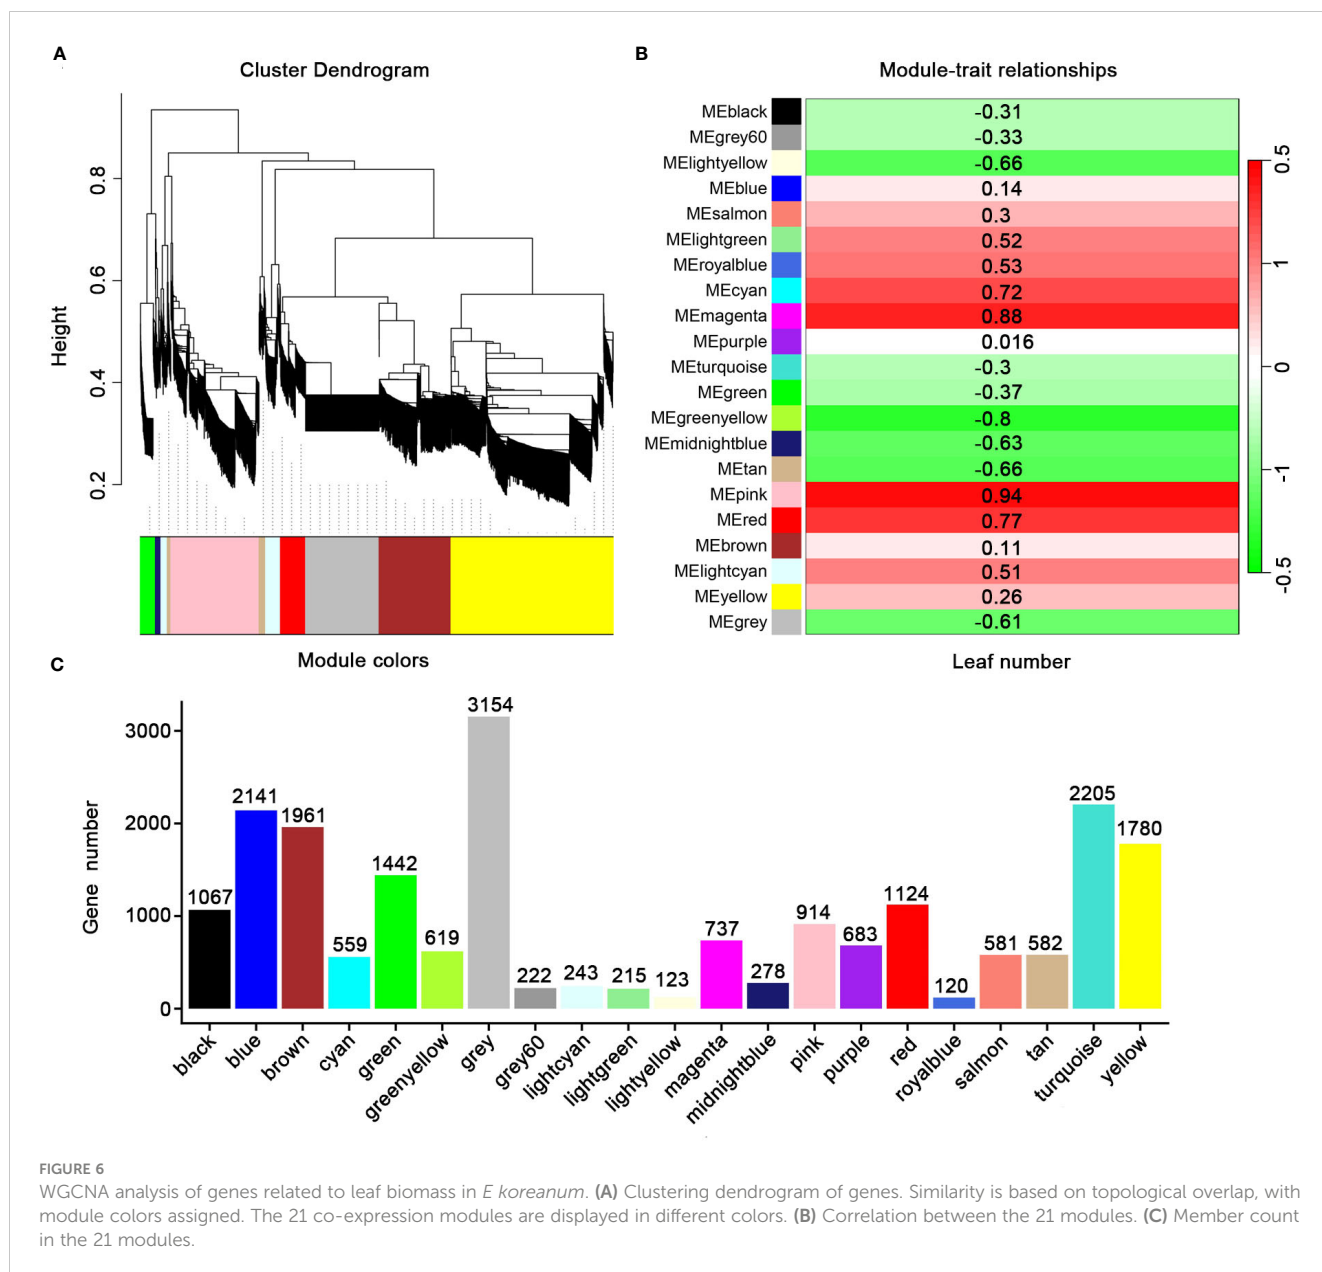 A
Cluster Dendrogram
Height
0.8
0.6
0.4
0.2
Module colors
B
Module-trait relationships
MEblack -0.31
MEgrey60 -0.33
MElightyellow -0.66
MEblue 0.14
MEsalmon 0.3
MElightgreen 0.52
MEroyalblue 0.53
MEcyan 0.72
MEmagenta 0.88
MEpurple 0.016
MEturquoise -0.3
MEgreen -0.37
MEgreenyellow -0.8
MEmidnightblue -0.63
MEtan -0.66
MEpink 0.94
MEred 0.77
MEbrown 0.11
MElightcyan 0.51
MEyellow 0.26
MEgrey -0.61
0.5
1
0
-1
-0.5
Leaf number
C
Gene number
3000
2000
1000
0
1067
2141
1961
559
1442
619
3154
222
243
215
123
737
278
914
683
1124
120
581
582
2205
1780
black
blue
brown
cyan
green
greenyellow
grey
grey60
lightcyan
lightgreen
lightyellow
magenta
midnightblue
pink
purple
red
royalblue
salmon
tan
turquoise
yellow
FIGURE 6
WGCNA analysis of genes related to leaf biomass in E koreanum. (A) Clustering dendrogram of genes. Similarity is based on topological overlap, with
module colors assigned. The 21 co-expression modules are displayed in different colors. (B) Correlation between the 21 modules. (C) Member count
in the 21 modules.